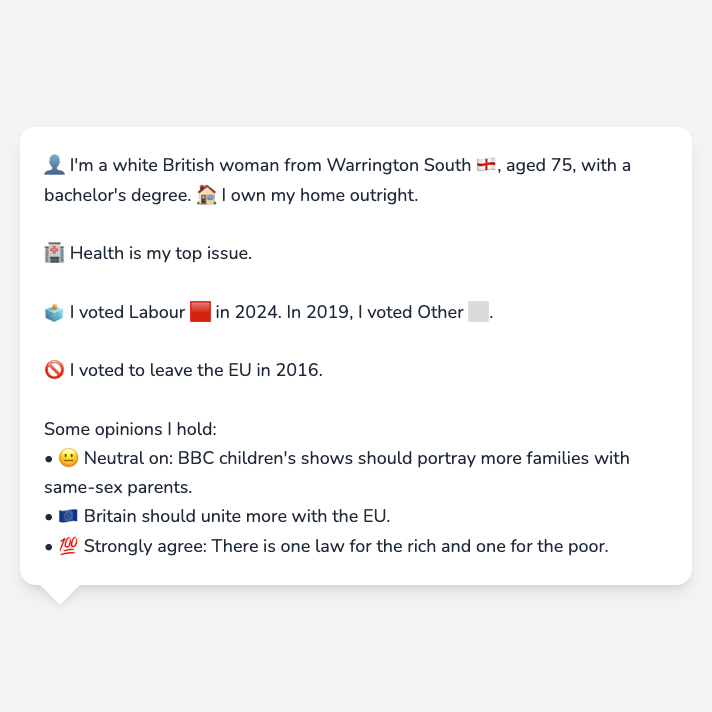 👤 I'm a white British woman from Warrington South 🏴󠁧󠁢󠁥󠁮󠁧󠁿, aged 75, with a
bachelor's degree. 🏠 I own my home outright.
🏥 Health is my top issue.
🗳️ I voted Labour 🟥 in 2024. In 2019, I voted Other ⬜.
🚫 I voted to leave the EU in 2016.
Some opinions I hold:
• 😐 Neutral on: BBC children's shows should portray more families with
same-sex parents.
• 🇪🇺 Britain should unite more with the EU.
• 💯 Strongly agree: There is one law for the rich and one for the poor.